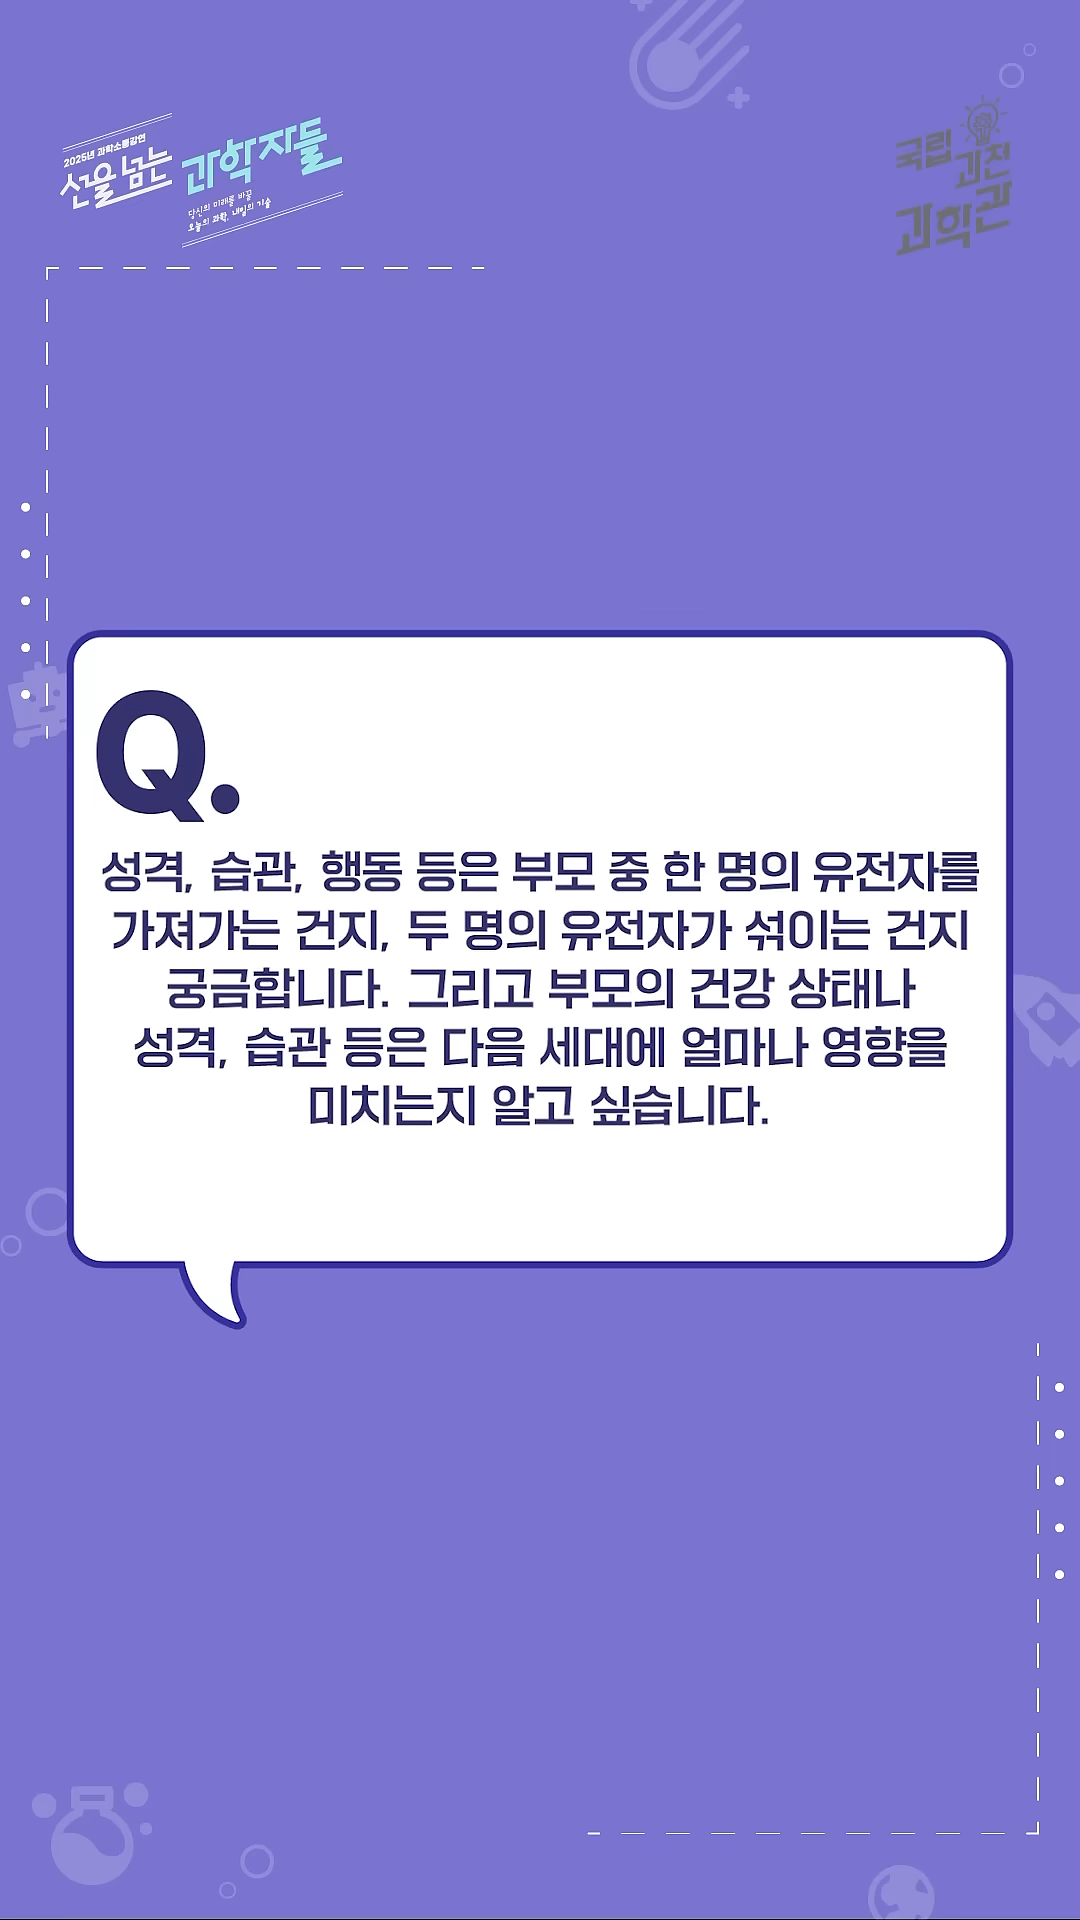 2025년 과학소통강연
선을 넘는 과학자들
당신의 미래를 바꿀
오늘의 과학, 내일의 기술
국립
과천
과학관
Q.
성격, 습관, 행동 등은 부모 중 한 명의 유전자를
가져가는 건지, 두 명의 유전자가 섞이는 건지
궁금합니다. 그리고 부모의 건강 상태나
성격, 습관 등은 다음 세대에 얼마나 영향을
미치는지 알고 싶습니다.